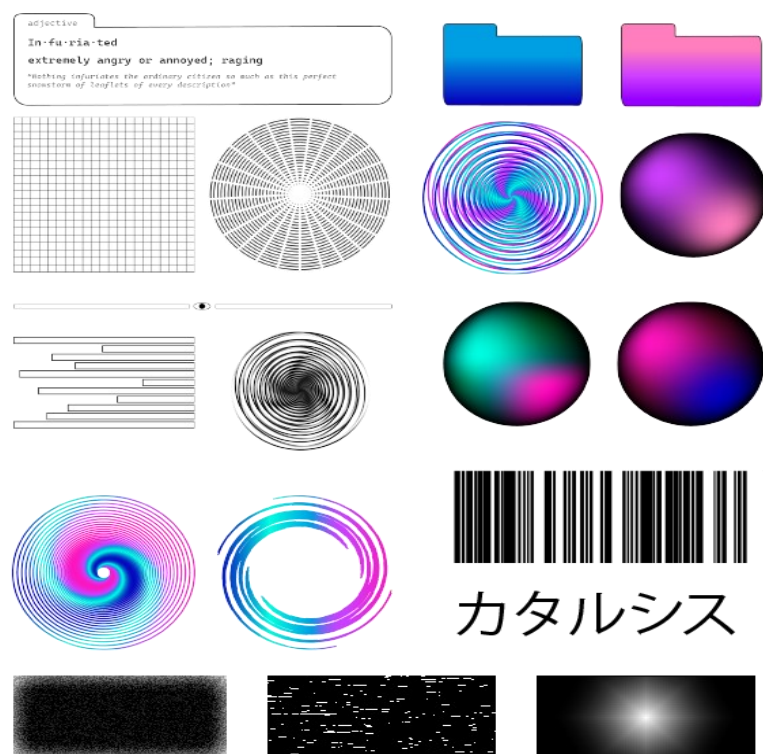 adjective
In·fu·ria·ted
extremely angry or annoyed; raging
"Nothing infuriates the ordinary citizen so much as this perfect
snowstorm of leaflets of every description"
カタルシス